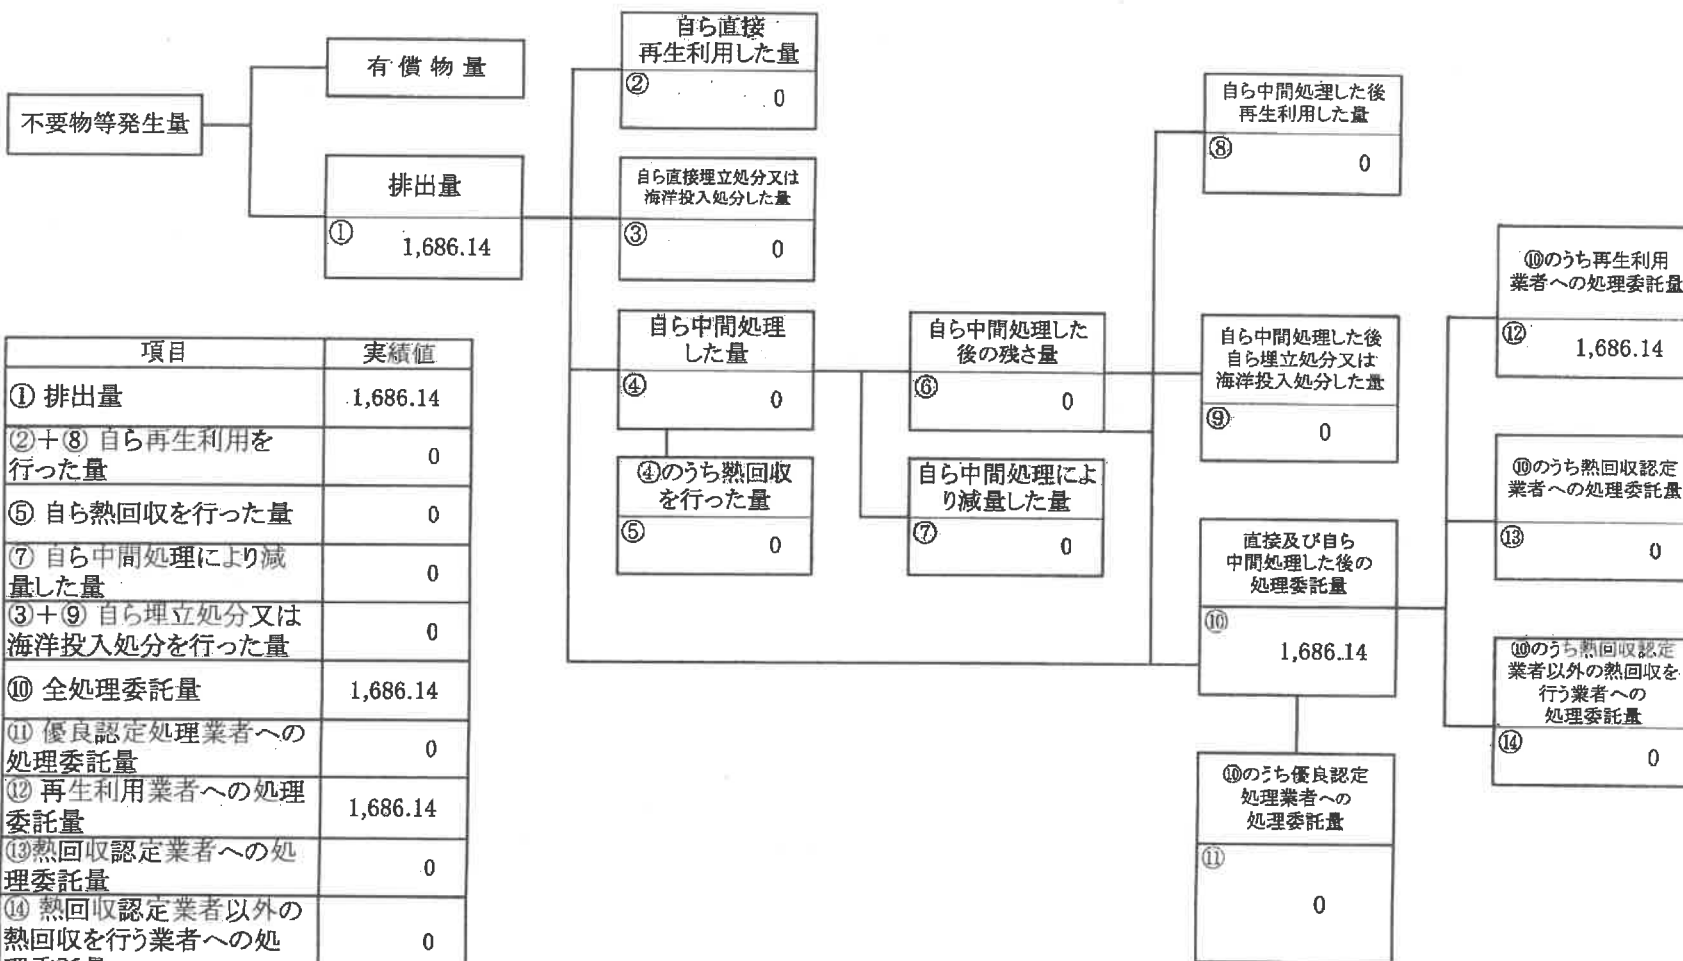 不要物等発生量
有償物量
排出量
① 1,686.14
自ら直接
再生利用した量
② 0
自ら直接埋立処分又は
海洋投入処分した量
③ 0
自ら中間処理
した量
④ 0
④のうち熱回収
を行った量
⑤ 0
自ら中間処理した
後の残さ量
⑥ 0
自ら中間処理によ
り減量した量
⑦ 0
自ら中間処理した後
再生利用した量
⑧ 0
自ら中間処理した後
自ら埋立処分又は
海洋投入処分した量
⑨ 0
直接及び自ら
中間処理した後の
処理委託量
⑩ 1,686.14
⑩のうち優良認定
処理業者への
処理委託量
⑪ 0
⑩のうち再生利用
業者への処理委託量
⑫ 1,686.14
⑩のうち熱回収認定
業者への処理委託量
⑬ 0
⑩のうち熱回収認定
業者以外の熱回収を
行う業者への
処理委託量
⑭ 0
項目 実績値
① 排出量 1,686.14
②+⑧ 自ら再生利用を
行った量 0
⑤ 自ら熱回収を行った量 0
⑦ 自ら中間処理により減
量した量 0
③+⑨ 自ら埋立処分又は
海洋投入処分を行った量 0
⑩ 全処理委託量 1,686.14
⑪ 優良認定処理業者への
処理委託量 0
⑫ 再生利用業者への処理
委託量 1,686.14
⑬熱回収認定業者への処
理委託量 0
⑭ 熱回収認定業者以外の
熱回収を行う業者への処 0